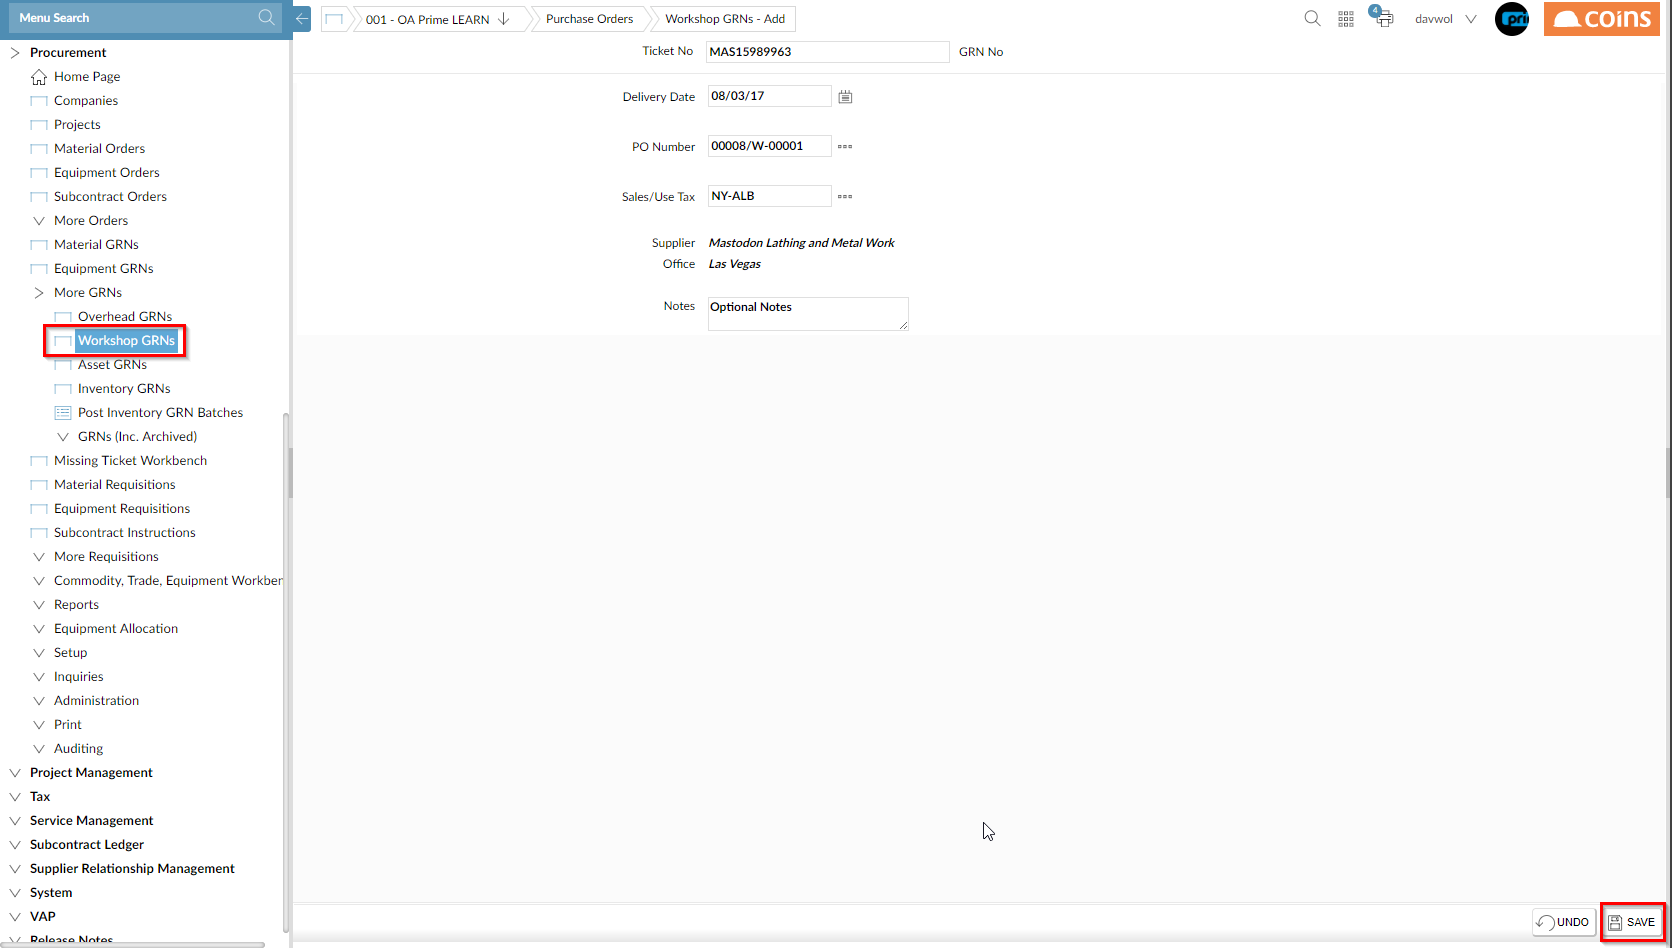 Menu Search
001 - OA Prime LEARN
Purchase Orders
Workshop GRNs - Add
4
davwol
pri
coins
Procurement
Home Page
Companies
Projects
Material Orders
Equipment Orders
Subcontract Orders
More Orders
Material GRNs
Equipment GRNs
More GRNs
Overhead GRNs
Workshop GRNs
Asset GRNs
Inventory GRNs
Post Inventory GRN Batches
GRNs (Inc. Archived)
Missing Ticket Workbench
Material Requisitions
Equipment Requisitions
Subcontract Instructions
More Requisitions
Commodity, Trade, Equipment Workben
Reports
Equipment Allocation
Setup
Inquiries
Administration
Print
Auditing
Project Management
Tax
Service Management
Subcontract Ledger
Supplier Relationship Management
System
VAP
Release Notes
Ticket No MAS15989963 GRN No
Delivery Date 08/03/17
PO Number 00008/W-00001
Sales/Use Tax NY-ALB
Supplier Mastodon Lathing and Metal Work
Office Las Vegas
Notes Optional Notes
UNDO SAVE